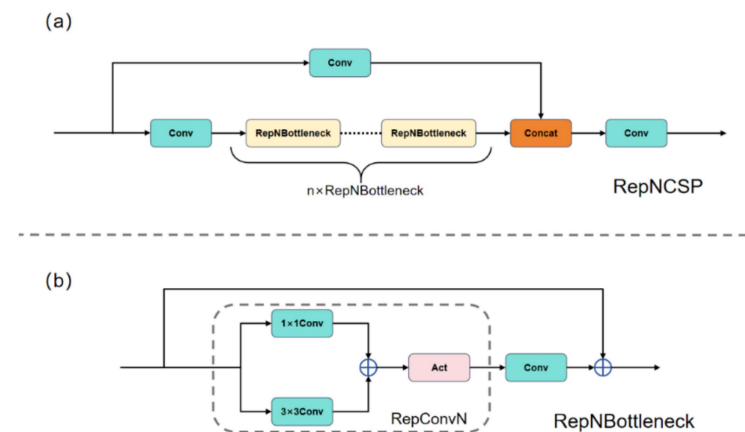 (a)
Conv
Conv
RepNBottleneck
RepNBottleneck
Concat
Conv
n×RepNBottleneck
RepNCSP
(b)
1×1Conv
Act
Conv
3×3Conv
RepConvN
RepNBottleneck